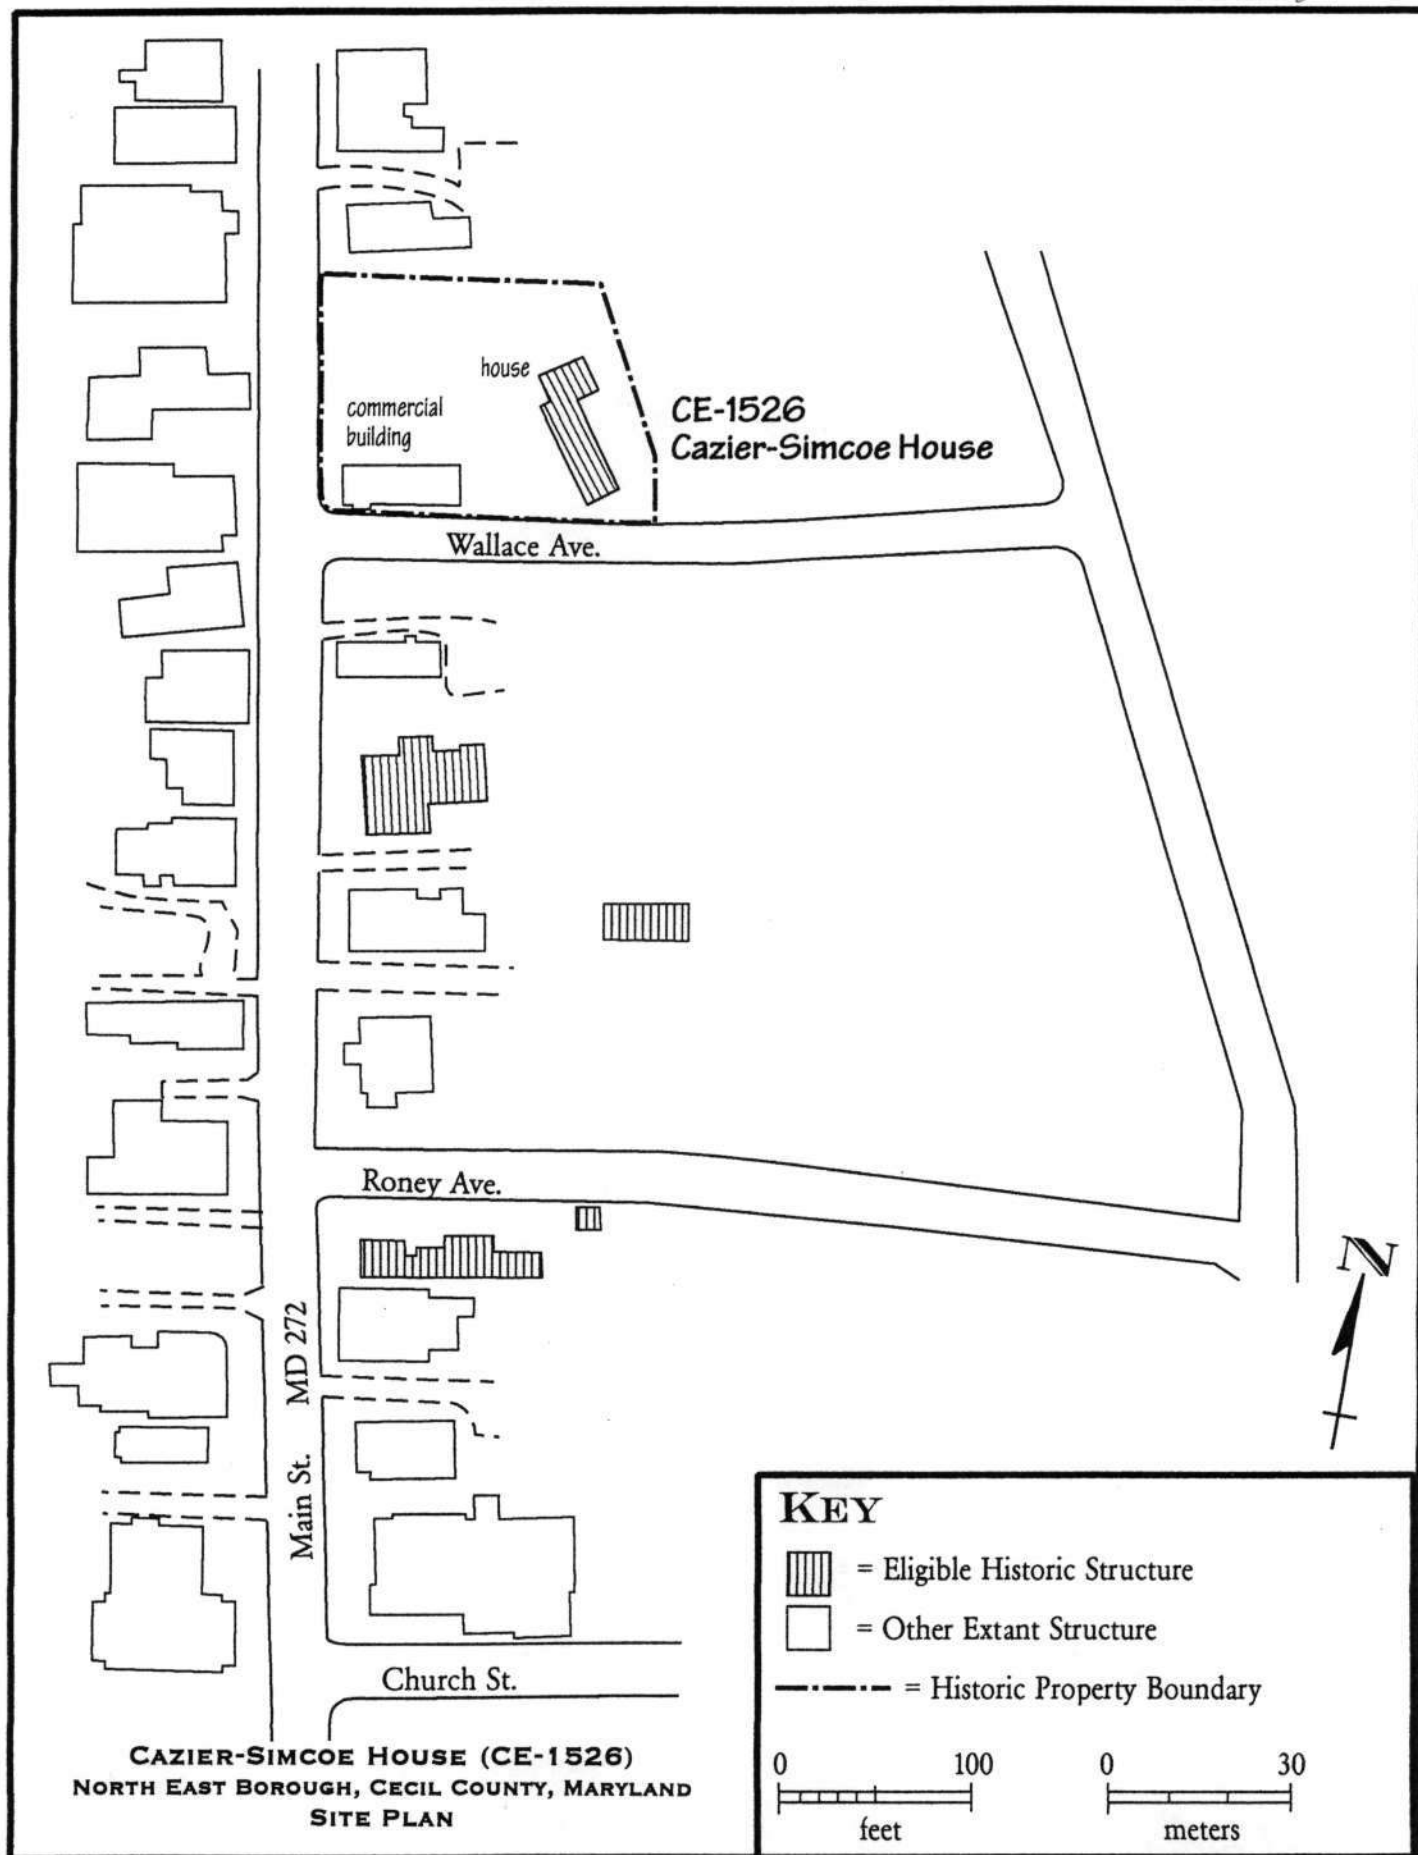 house
commercial
building
CE-1526
Cazier-Simcoe House
Wallace Ave.
Roney Ave.
Main St. MD 272
Church St.
N
KEY
= Eligible Historic Structure
= Other Extant Structure
= Historic Property Boundary
0 100
feet
0 30
meters
CAZIER-SIMCOE HOUSE (CE-1526)
NORTH EAST BOROUGH, CECIL COUNTY, MARYLAND
SITE PLAN